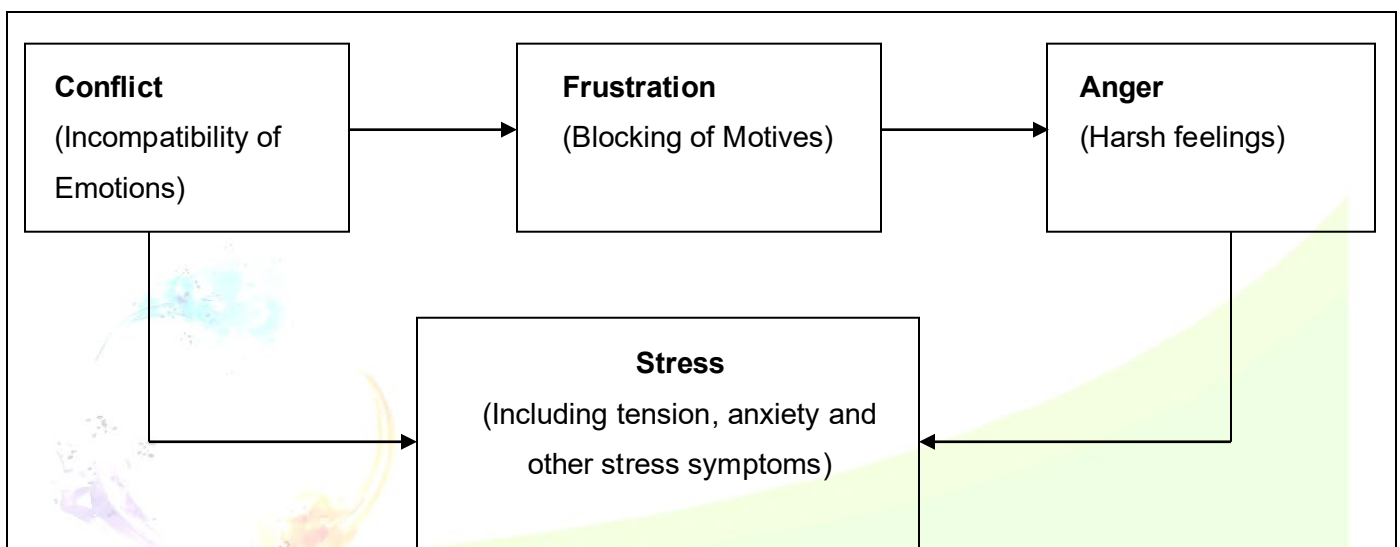 Conflict
(Incompatibility of
Emotions)
Frustration
(Blocking of Motives)
Anger
(Harsh feelings)
Stress
(Including tension, anxiety and
other stress symptoms)